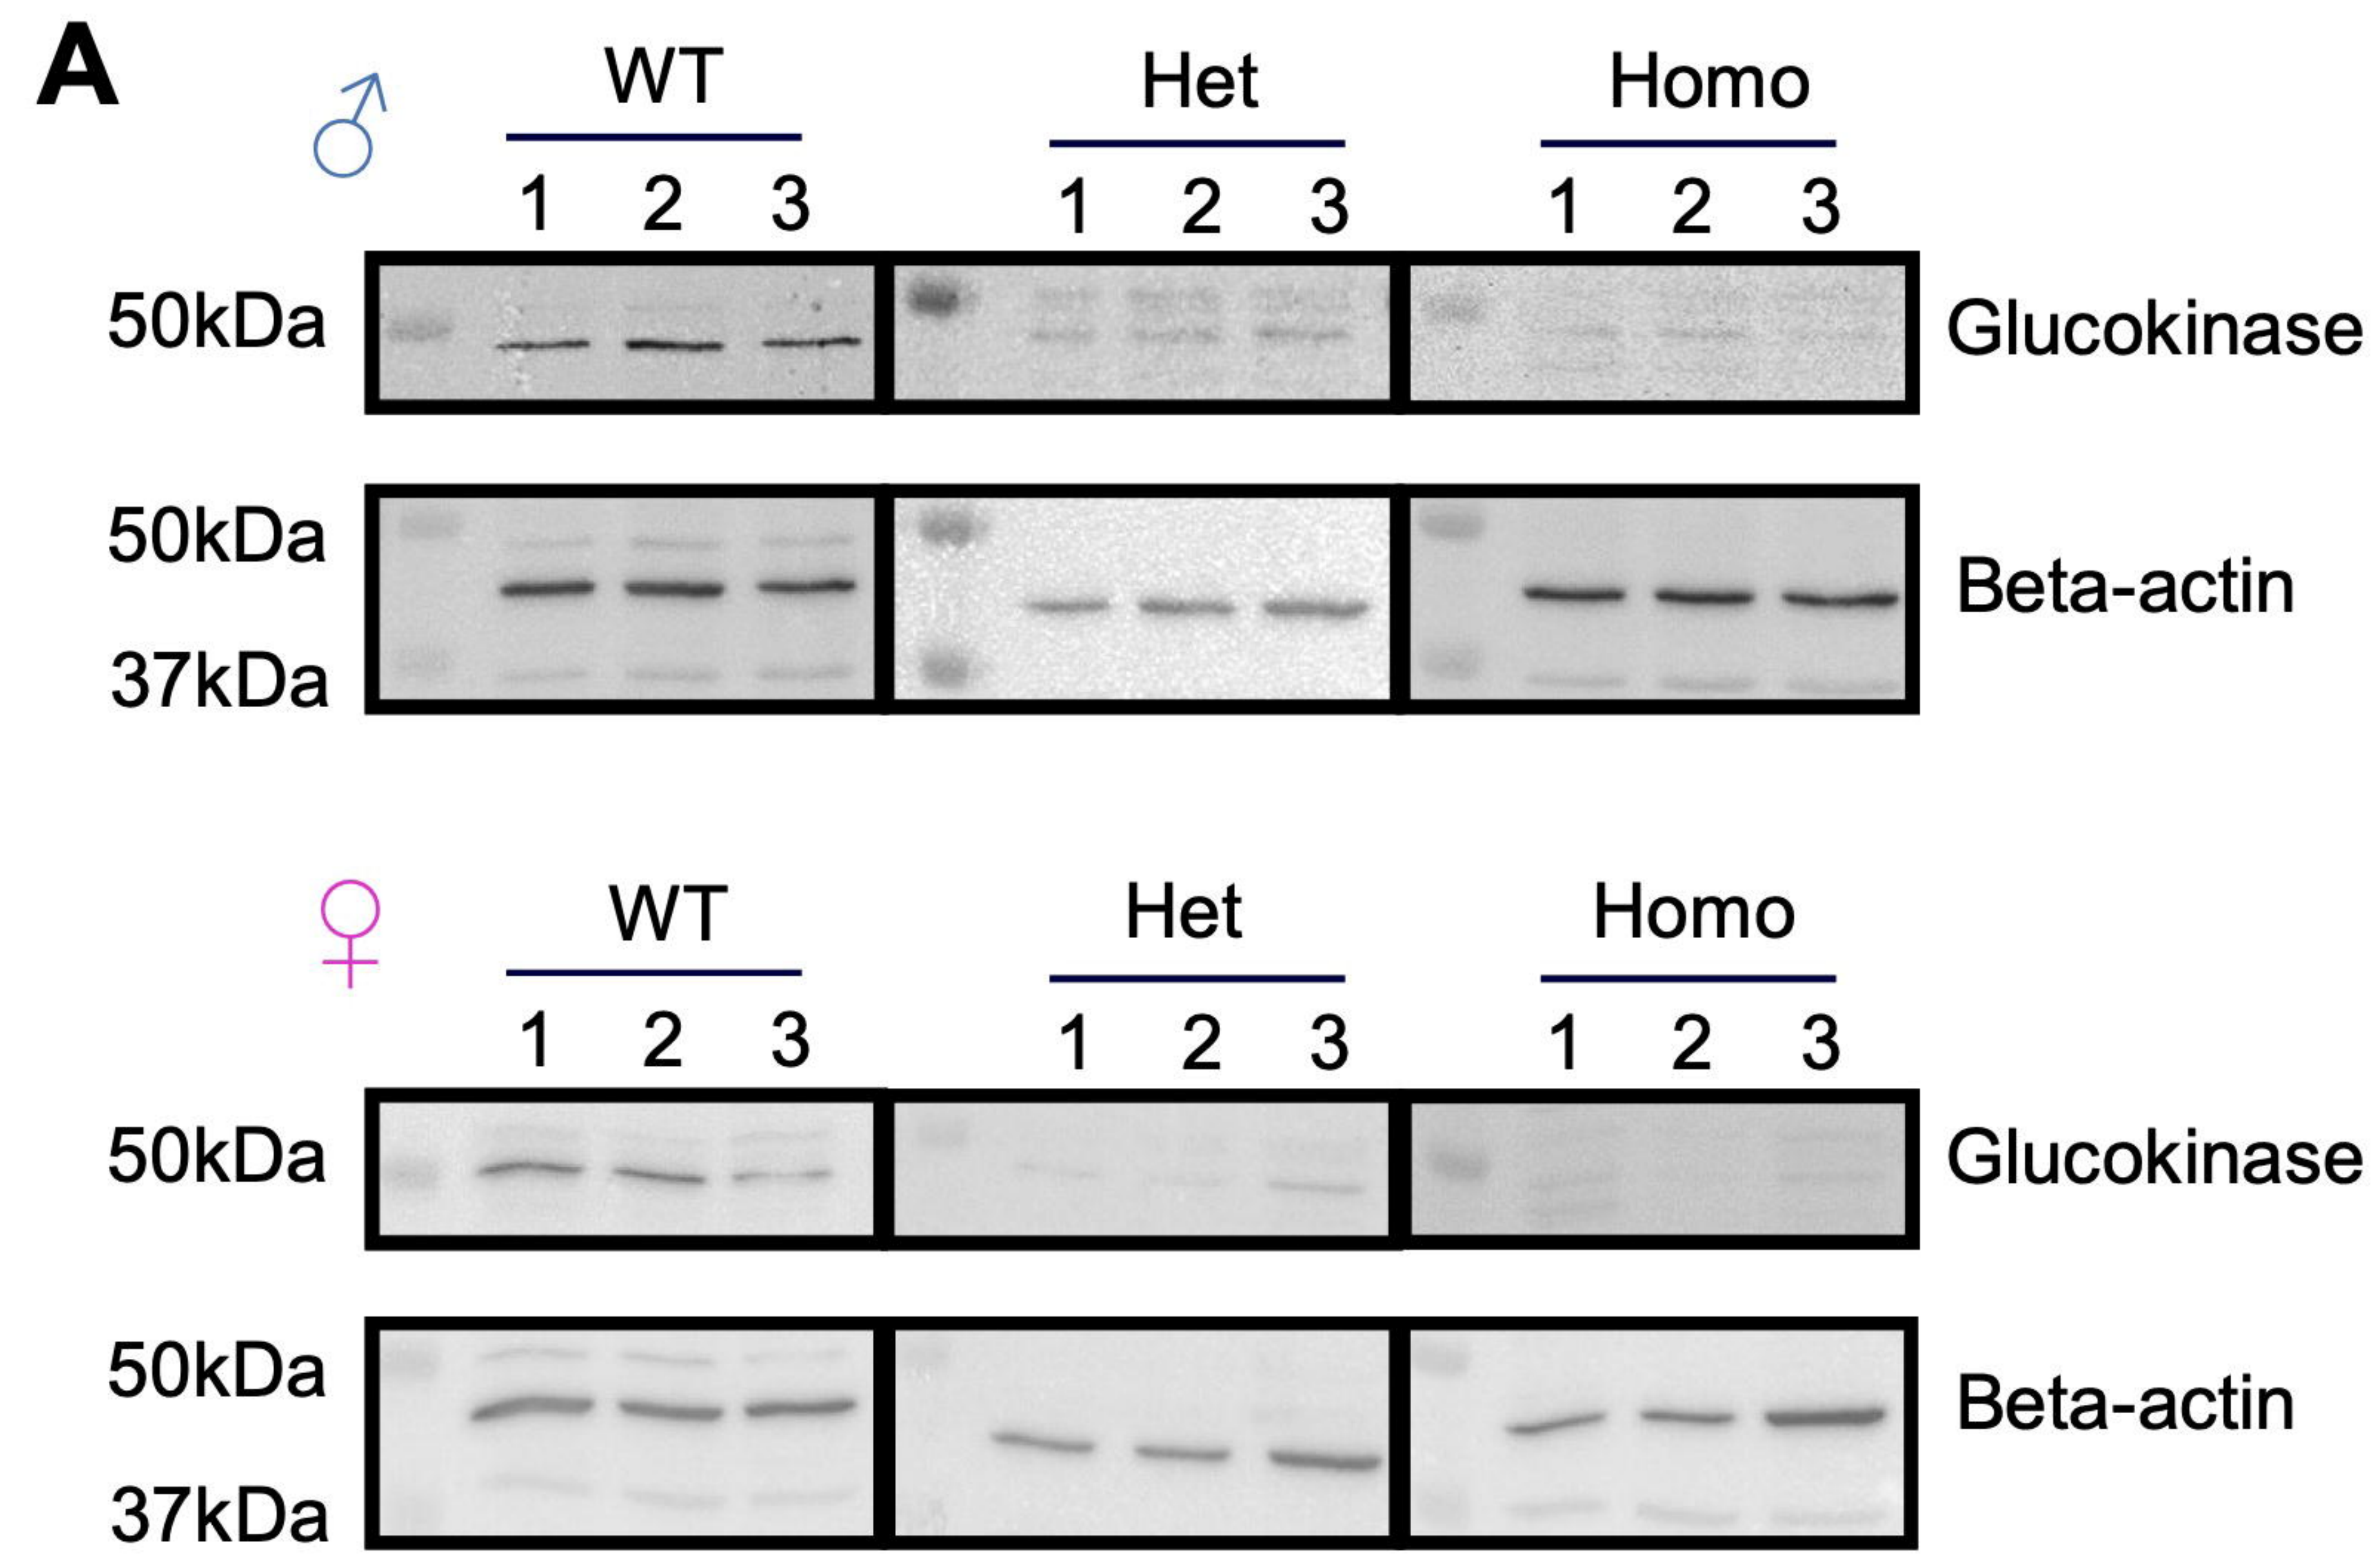 A
WT Het Homo
1 2 3 1 2 3 1 2 3
50kDa Glucokinase
50kDa
Beta-actin
37kDa
WT Het Homo
1 2 3 1 2 3 1 2 3
50kDa Glucokinase
50kDa
Beta-actin
37kDa